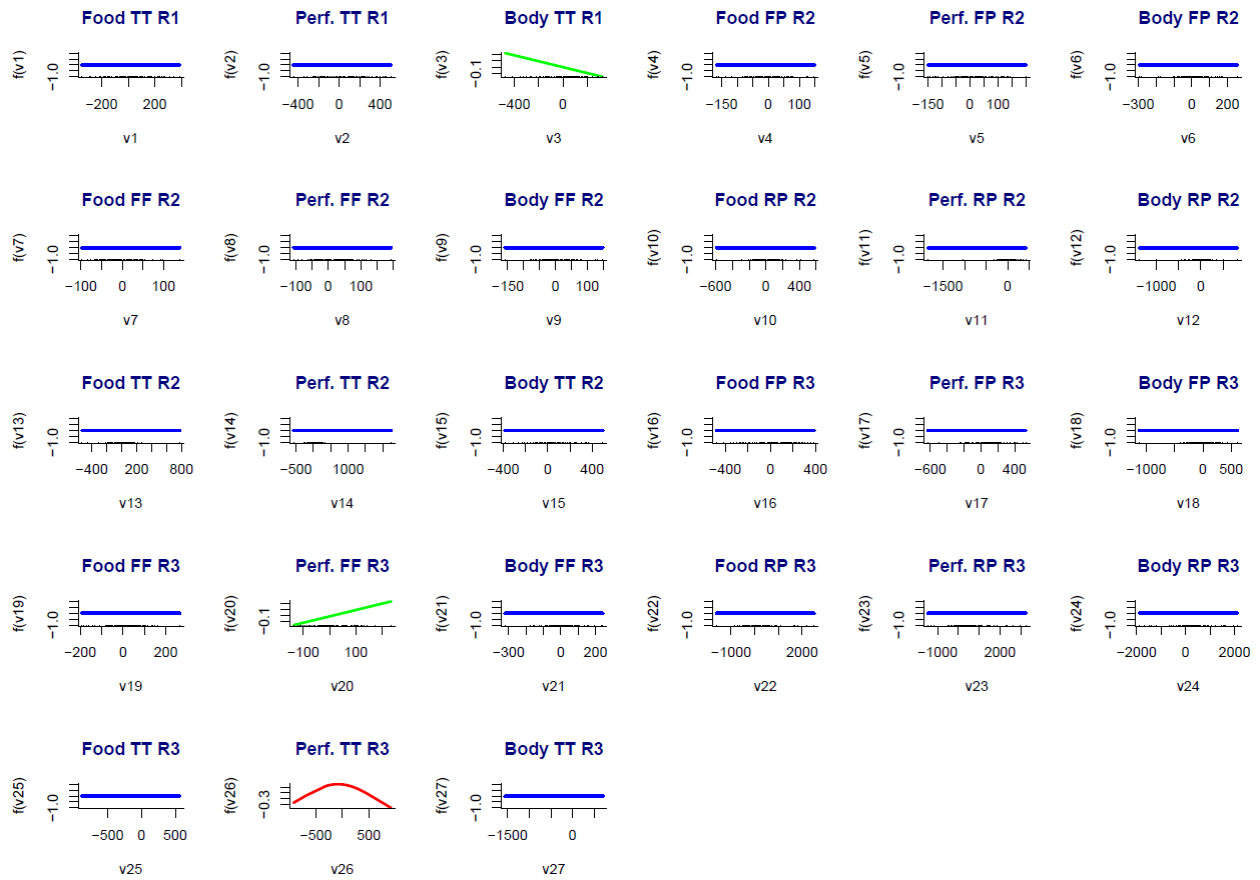 Food TT R1 Perf. TT R1 Body TT R1 Food FP R2 Perf. FP R2 Body FP R2
f(v1) −1.0 f(v2) −1.0 f(v3) −0.1 f(v4) −1.0 f(v5) −1.0 f(v6) −1.0
−200 200 −400 0 400 −400 0 −150 0 100 −150 0 100 −300 0 200
v1 v2 v3 v4 v5 v6
Food FF R2 Perf. FF R2 Body FF R2 Food RP R2 Perf. RP R2 Body RP R2
f(v7) −1.0 f(v8) −1.0 f(v9) −1.0 f(v10) −1.0 f(v11) −1.0 f(v12) −1.0
−100 0 100 −100 0 100 −150 0 100 −600 0 400 −1500 0 −1000 0
v7 v8 v9 v10 v11 v12
Food TT R2 Perf. TT R2 Body TT R2 Food FP R3 Perf. FP R3 Body FP R3
f(v13) −1.0 f(v14) −1.0 f(v15) −1.0 f(v16) −1.0 f(v17) −1.0 f(v18) −1.0
−400 200 800 −500 1000 −400 0 400 −400 0 400 −600 0 400 −1000 0 500
v13 v14 v15 v16 v17 v18
Food FF R3 Perf. FF R3 Body FF R3 Food RP R3 Perf. RP R3 Body RP R3
f(v19) −1.0 f(v20) −0.1 f(v21) −1.0 f(v22) −1.0 f(v23) −1.0 f(v24) −1.0
−200 0 200 −100 100 −300 0 200 −1000 2000 −1000 2000 −2000 0 2000
v19 v20 v21 v22 v23 v24
Food TT R3 Perf. TT R3 Body TT R3
f(v25) −1.0 f(v26) −0.3 f(v27) −1.0
−500 0 500 −500 500 −1500 0
v25 v26 v27